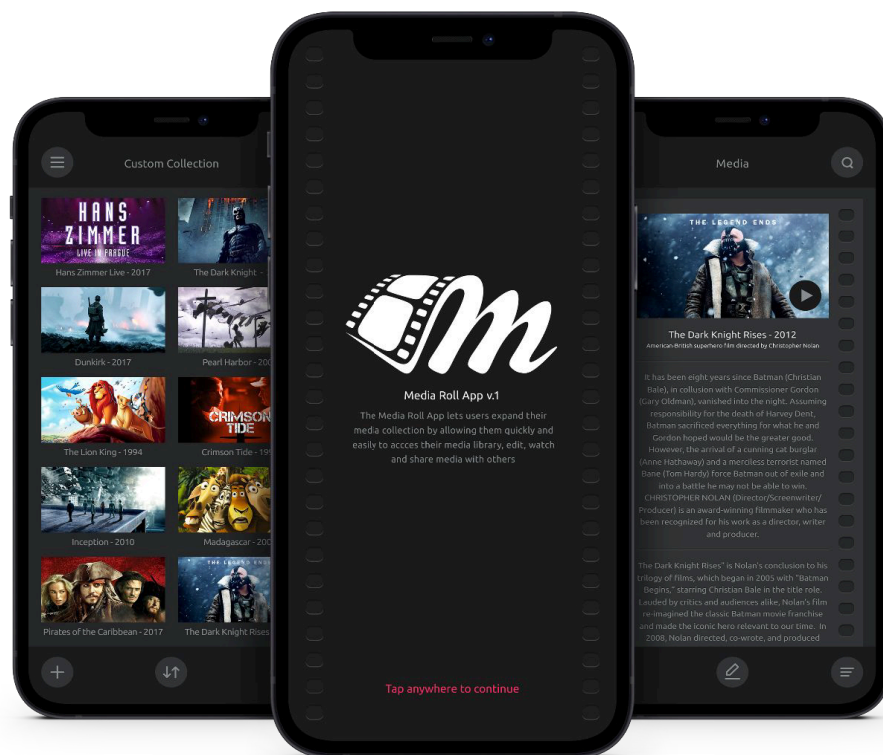 Custom Collection
HANS
ZIMMER
LIVE IN PRAGUE
Hans Zimmer Live - 2017
The Dark Knight -
Dunkirk - 2017
Pearl Harbor - 200
The Lion King - 1994
CRIMSON
TIDE
Crimson Tide - 199
Inception - 2010
Madagascar - 200
Pirates of the Caribbean - 2017
THE LEGEND ENDS
The Dark Knight Rises
m
Media Roll App v.1
The Media Roll App lets users expand their
media collection by allowing them quickly and
easily to accces their media library, edit, watch
and share media with others
Tap anywhere to continue
Media
THE LEGEND ENDS
The Dark Knight Rises - 2012
American-British superhero film directed by Christopher Nolan
It has been eight years since Batman (Christian
Bale), in collusion with Commissioner Gordon
(Gary Oldman), vanished into the night. Assuming
responsibility for the death of Harvey Dent,
Batman sacrificed everything for what he and
Gordon hoped would be the greater good.
However, the arrival of a cunning cat burglar
(Anne Hathaway) and a merciless terrorist named
Bane (Tom Hardy) force Batman out of exile and
into a battle he may not be able to win.
CHRISTOPHER NOLAN (Director/Screenwriter/
Producer) is an award-winning filmmaker who has
been recognized for his work as a director, writer
and producer.
The Dark Knight Rises" is Nolan's conclusion to his
trilogy of films, which began in 2005 with "Batman
Begins," starring Christian Bale in the title role.
Lauded by critics and audiences alike, Nolan's film
re-imagined the classic Batman movie franchise
and made the iconic hero relevant to our time. In
2008, Nolan directed, co-wrote, and produced